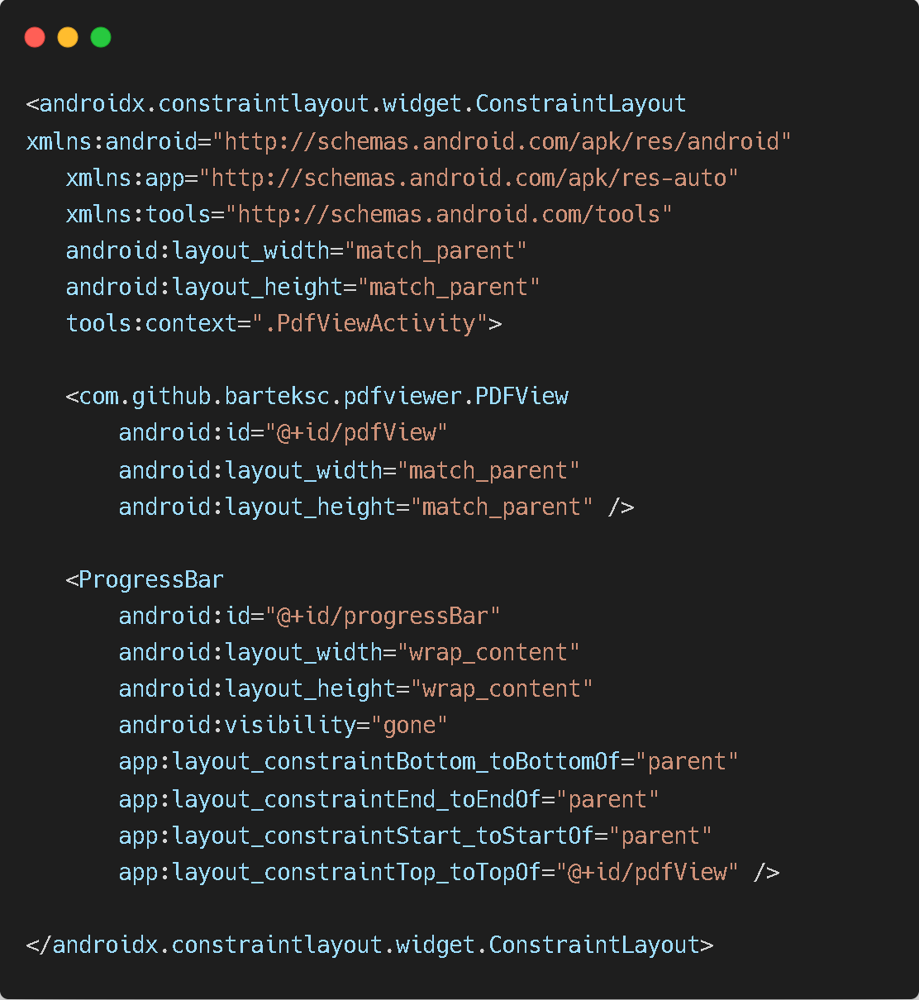 <androidx.constraintlayout.widget.ConstraintLayout
xmlns:android="http://schemas.android.com/apk/res/android"
   xmlns:app="http://schemas.android.com/apk/res-auto"
   xmlns:tools="http://schemas.android.com/tools"
   android:layout_width="match_parent"
   android:layout_height="match_parent"
   tools:context=".PdfViewActivity">

   <com.github.barteksc.pdfviewer.PDFView
       android:id="@+id/pdfView"
       android:layout_width="match_parent"
       android:layout_height="match_parent" />

   <ProgressBar
       android:id="@+id/progressBar"
       android:layout_width="wrap_content"
       android:layout_height="wrap_content"
       android:visibility="gone"
       app:layout_constraintBottom_toBottomOf="parent"
       app:layout_constraintEnd_toEndOf="parent"
       app:layout_constraintStart_toStartOf="parent"
       app:layout_constraintTop_toTopOf="@+id/pdfView" />

</androidx.constraintlayout.widget.ConstraintLayout>